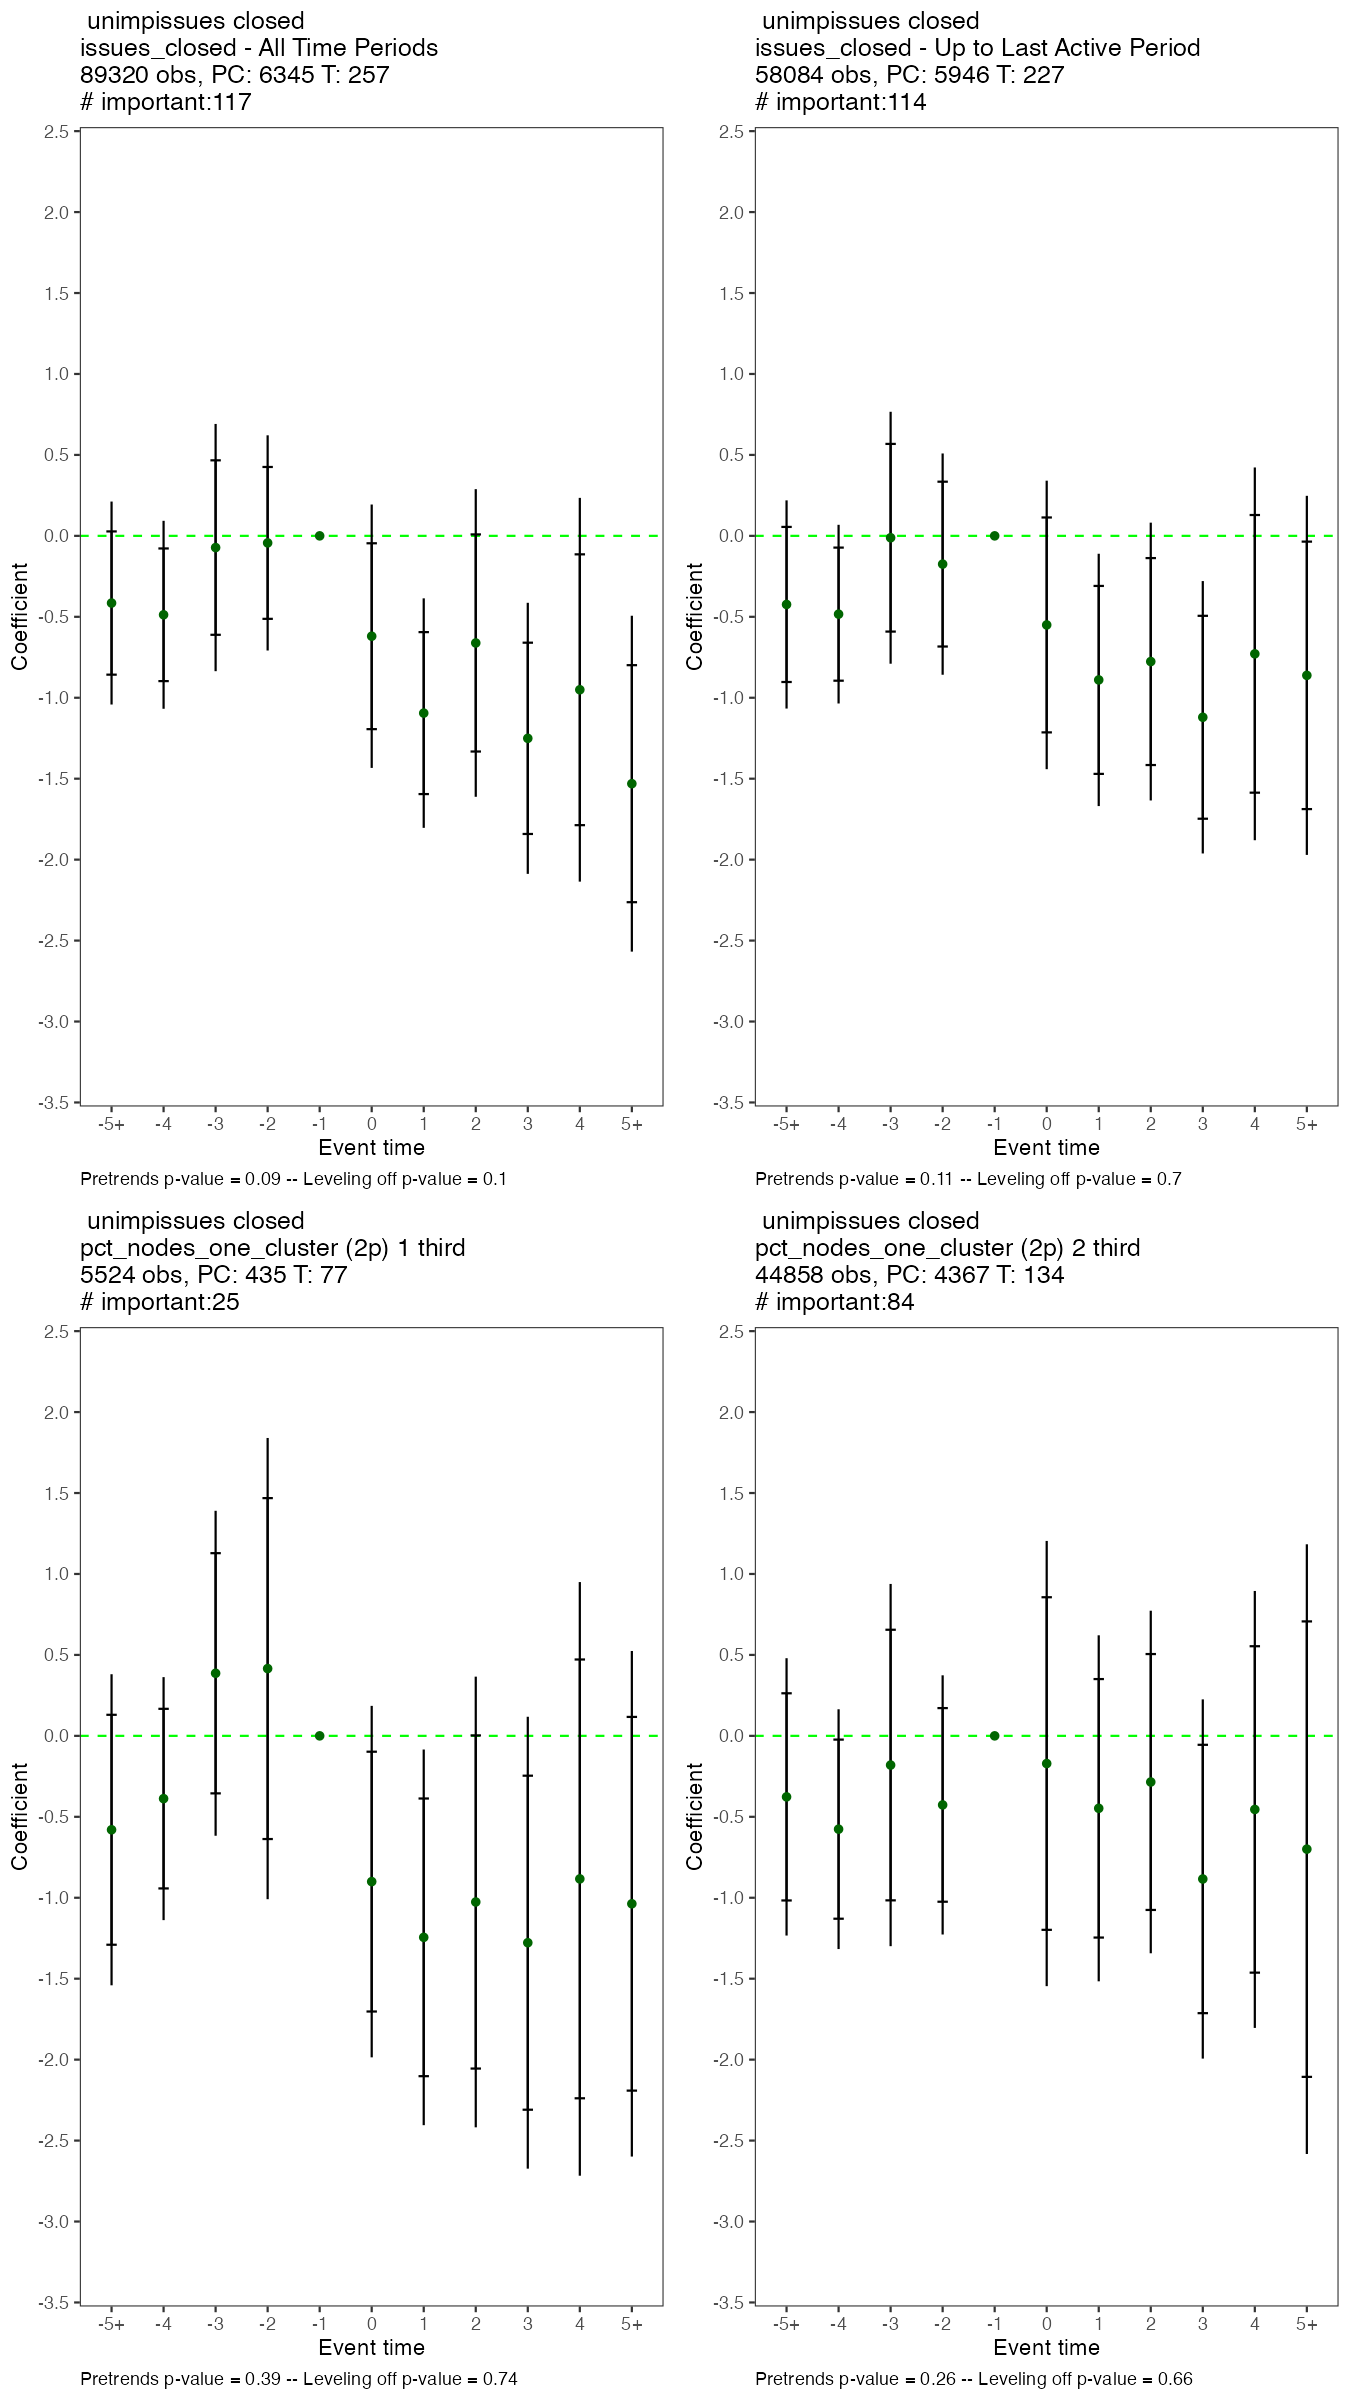 unimpissues closed
issues_closed - All Time Periods
89320 obs, PC: 6345 T: 257
# important:117
2.5
2.0
1.5
1.0
0.5
0.0
-0.5
-1.0
-1.5
-2.0
-2.5
-3.0
-3.5
Coefficient
-5+ -4 -3 -2 -1 0 1 2 3 4 5+
Event time
Pretrends p-value = 0.09 -- Leveling off p-value = 0.1
unimpissues closed
issues_closed - Up to Last Active Period
58084 obs, PC: 5946 T: 227
# important:114
2.5
2.0
1.5
1.0
0.5
0.0
-0.5
-1.0
-1.5
-2.0
-2.5
-3.0
-3.5
Coefficient
-5+ -4 -3 -2 -1 0 1 2 3 4 5+
Event time
Pretrends p-value = 0.11 -- Leveling off p-value = 0.7
unimpissues closed
pct_nodes_one_cluster (2p) 1 third
5524 obs, PC: 435 T: 77
# important:25
2.5
2.0
1.5
1.0
0.5
0.0
-0.5
-1.0
-1.5
-2.0
-2.5
-3.0
-3.5
Coefficient
-5+ -4 -3 -2 -1 0 1 2 3 4 5+
Event time
Pretrends p-value = 0.39 -- Leveling off p-value = 0.74
unimpissues closed
pct_nodes_one_cluster (2p) 2 third
44858 obs, PC: 4367 T: 134
# important:84
2.5
2.0
1.5
1.0
0.5
0.0
-0.5
-1.0
-1.5
-2.0
-2.5
-3.0
-3.5
Coefficient
-5+ -4 -3 -2 -1 0 1 2 3 4 5+
Event time
Pretrends p-value = 0.26 -- Leveling off p-value = 0.66